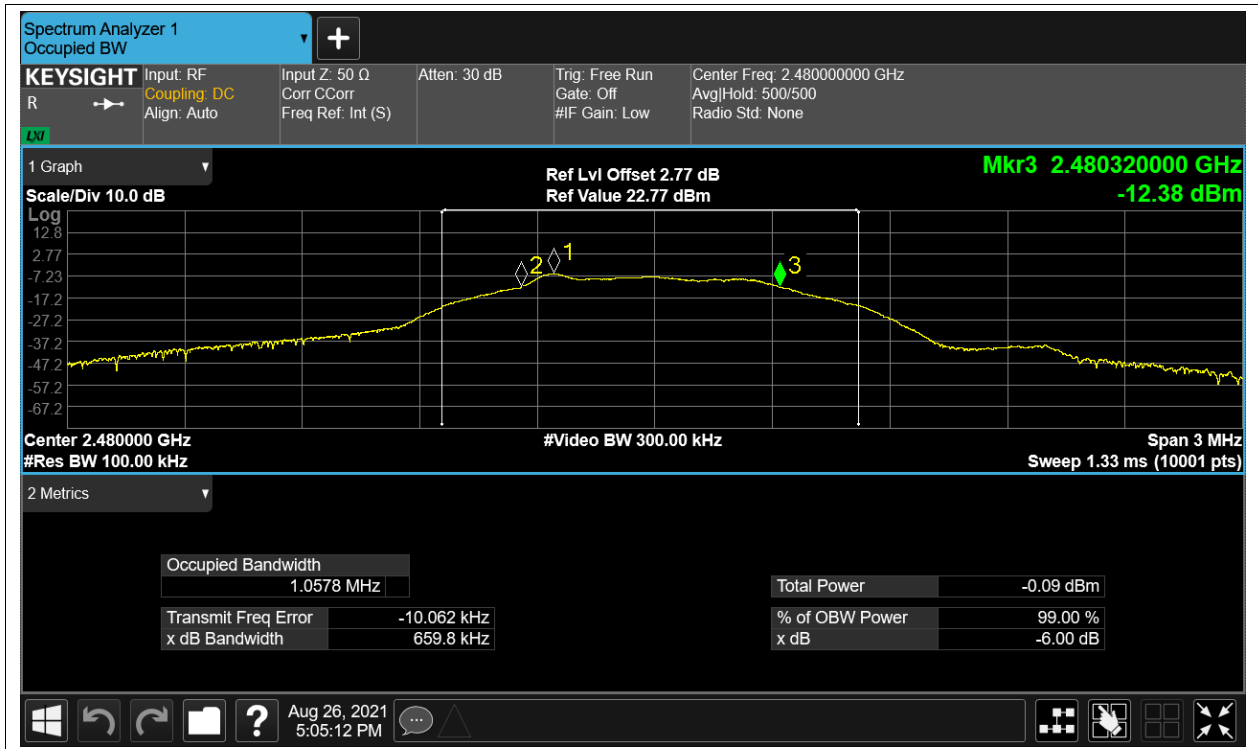 Spectrum Analyzer 1
Occupied BW
KEYSIGHT
R
LXI
Input: RF
Coupling: DC
Align: Auto
Input Z: 50 Ω
Corr CCorr
Freq Ref: Int (S)
Atten: 30 dB
Trig: Free Run
Gate: Off
#IF Gain: Low
Center Freq: 2.480000000 GHz
Avg|Hold: 500/500
Radio Std: None
1 Graph
Scale/Div 10.0 dB
Ref Lvl Offset 2.77 dB
Ref Value 22.77 dBm
Mkr3 2.480320000 GHz
-12.38 dBm
Log
12.8
2.77
-7.23
-17.2
-27.2
-37.2
-47.2
-57.2
-67.2
2
1
3
Center 2.480000 GHz
#Res BW 100.00 kHz
#Video BW 300.00 kHz
Span 3 MHz
Sweep 1.33 ms (10001 pts)
2 Metrics
Occupied Bandwidth
1.0578 MHz
Transmit Freq Error -10.062 kHz
x dB Bandwidth 659.8 kHz
Total Power -0.09 dBm
% of OBW Power 99.00 %
x dB -6.00 dB
?
Aug 26, 2021
5:05:12 PM